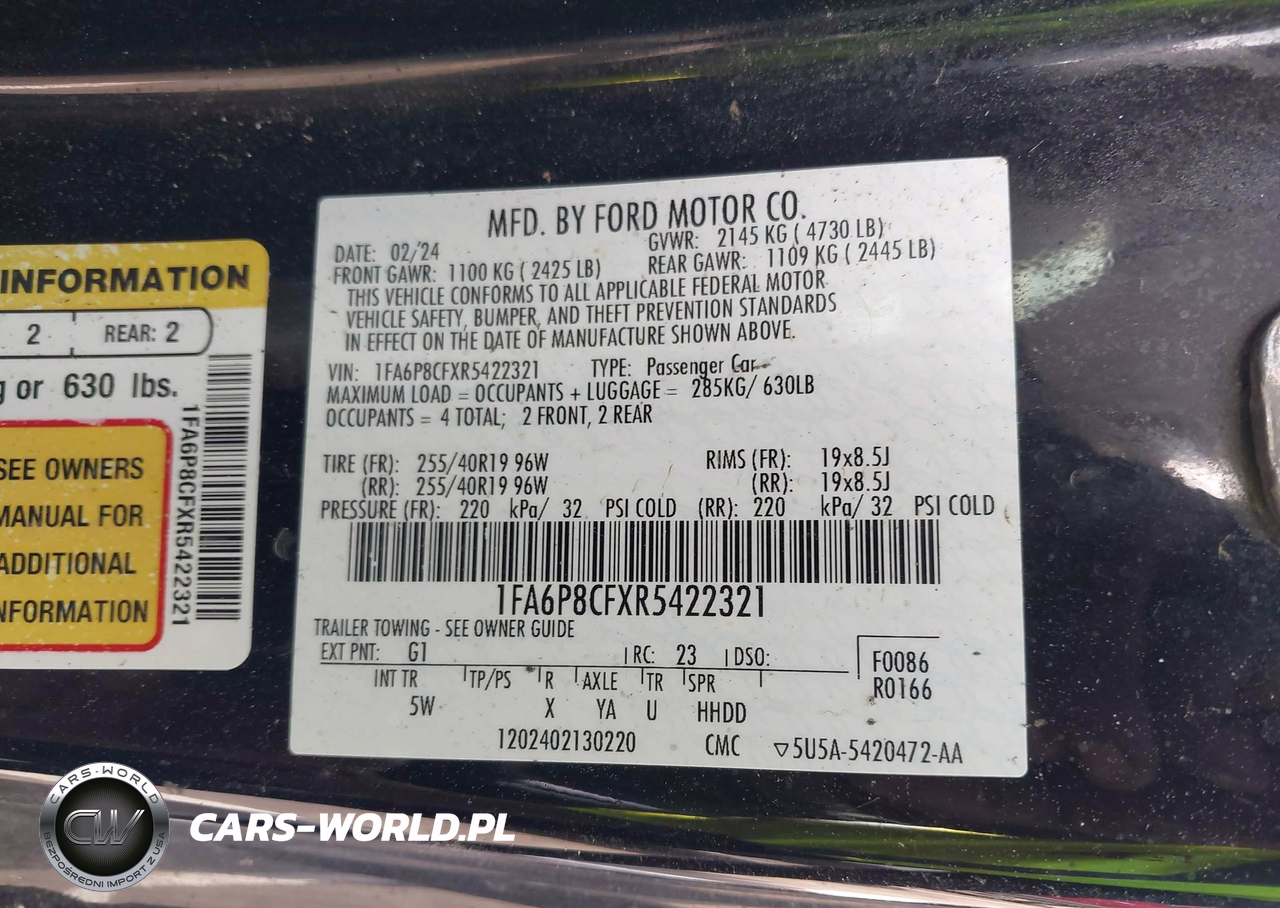 INFORMATION
2 REAR: 2
g or 630 lbs.
SEE OWNERS
MANUAL FOR
ADDITIONAL
INFORMATION
1FA6P8CFXR5422321
MFD. BY FORD MOTOR CO.
DATE: 02/24 GVWR: 2145 KG ( 4730 LB)
FRONT GAWR: 1100 KG ( 2425 LB) REAR GAWR: 1109 KG ( 2445 LB)
THIS VEHICLE CONFORMS TO ALL APPLICABLE FEDERAL MOTOR
VEHICLE SAFETY, BUMPER, AND THEFT PREVENTION STANDARDS
IN EFFECT ON THE DATE OF MANUFACTURE SHOWN ABOVE.
VIN: 1FA6P8CFXR5422321 TYPE: Passenger Car
MAXIMUM LOAD = OCCUPANTS + LUGGAGE = 285KG/ 630LB
OCCUPANTS = 4 TOTAL; 2 FRONT, 2 REAR
TIRE (FR): 255/40R19 96W RIMS (FR): 19x8.5J
(RR): 255/40R19 96W (RR): 19x8.5J
PRESSURE (FR): 220 kPa/ 32 PSI COLD (RR): 220 kPa/ 32 PSI COLD
1FA6P8CFXR5422321
TRAILER TOWING - SEE OWNER GUIDE
EXT PNT: G1 RC: 23 DSO: F0086
INT TR TP/PS R AXLE TR SPR R0166
5W X YA U HHDD
1202402130220 CMC ▽5U5A-5420472-AA
CARS-WORLD
CW
BEZPOŚREDNI IMPORT Z USA
CARS-WORLD.PL